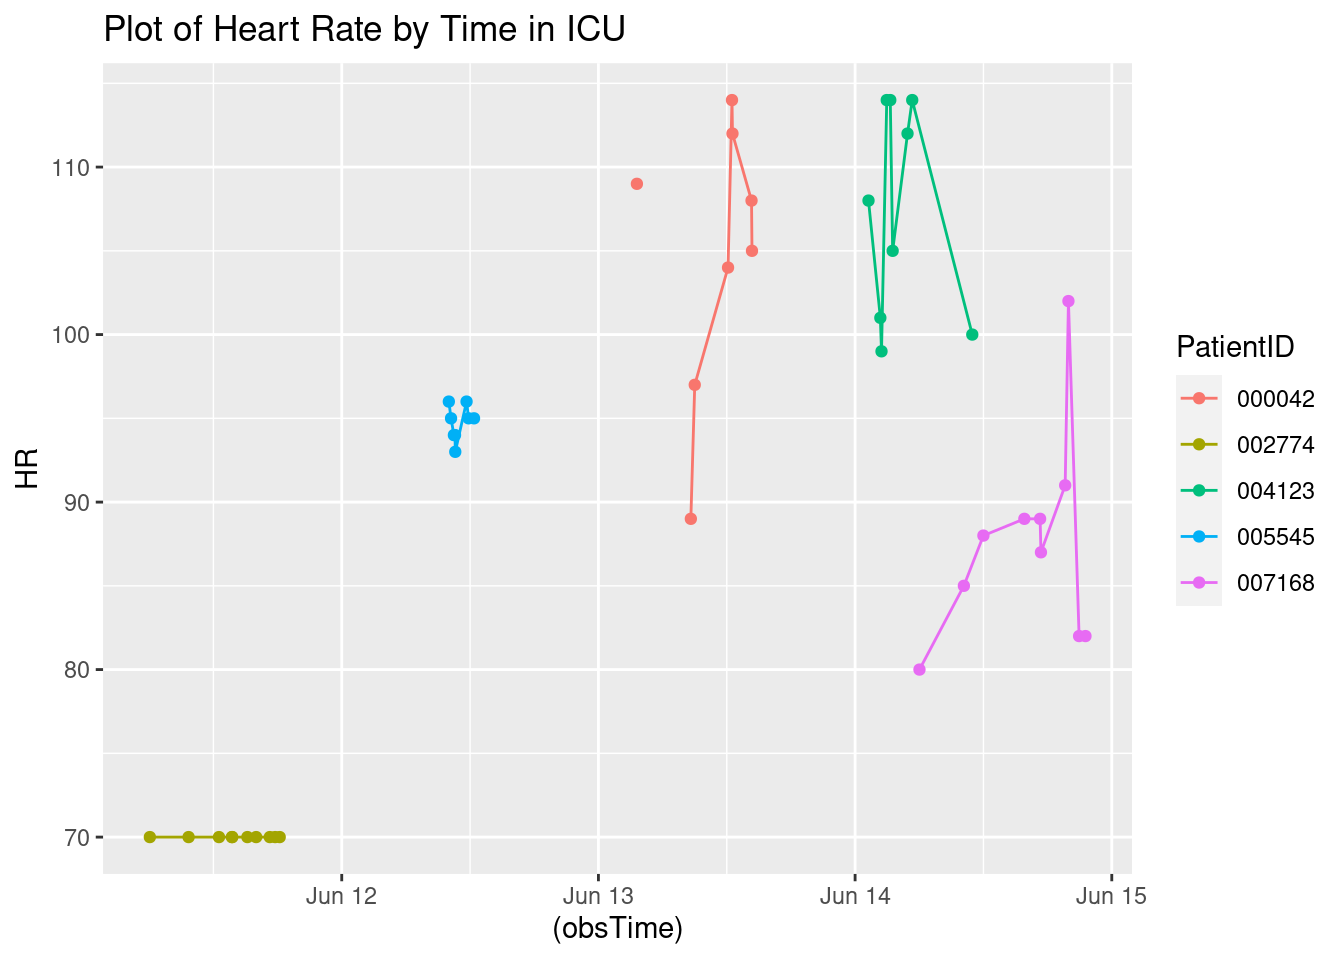 Plot of Heart Rate by Time in ICU
110
100
90
80
70
HR
Jun 12
Jun 13
Jun 14
Jun 15
(obsTime)
PatientID
000042
002774
004123
005545
007168